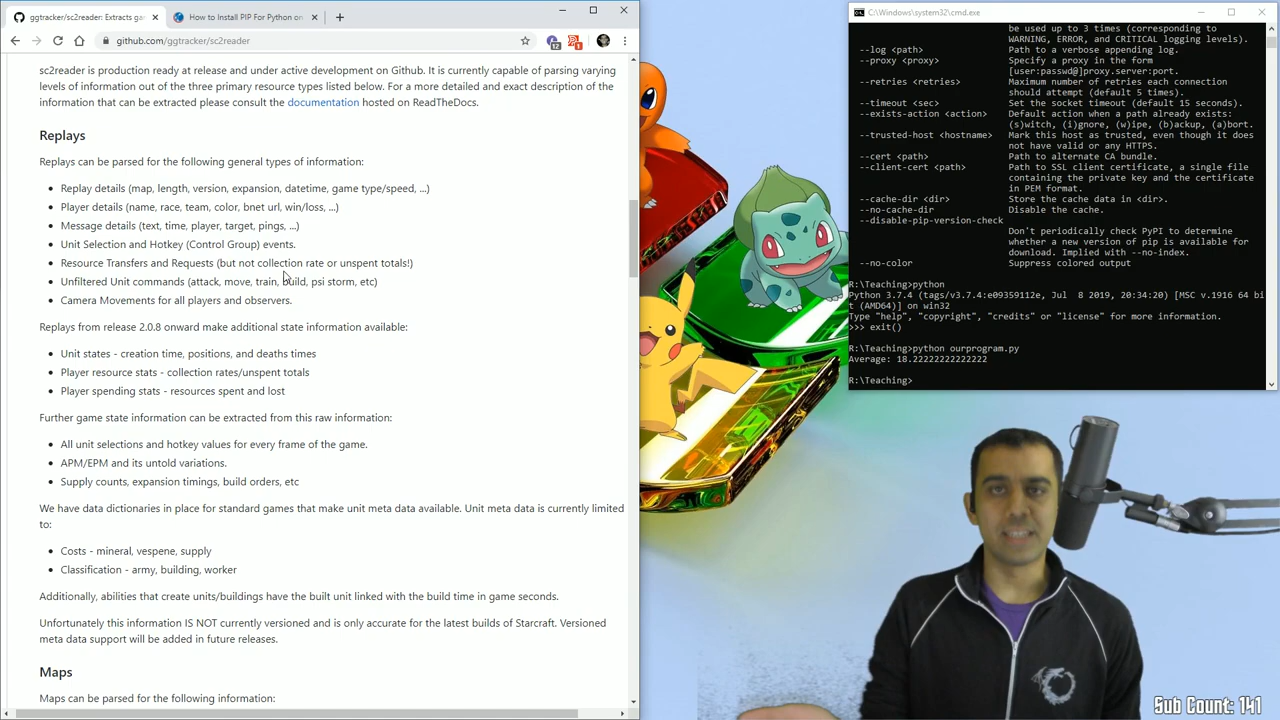 ggtracker/sc2reader: Extracts gam
How to Install PIP For Python on
github.com/ggtracker/sc2reader
12
1
sc2reader is production ready at release and under active development on Github. It is currently capable of parsing varying
levels of information out of the three primary resource types listed below. For a more detailed and exact description of the
information that can be extracted please consult the documentation hosted on ReadTheDocs.
Replays
Replays can be parsed for the following general types of information:
Replay details (map, length, version, expansion, datetime, game type/speed, ...)
Player details (name, race, team, color, bnet url, win/loss, ...)
Message details (text, time, player, target, pings, ...)
Unit Selection and Hotkey (Control Group) events.
Resource Transfers and Requests (but not collection rate or unspent totals!)
Unfiltered Unit commands (attack, move, train, build, psi storm, etc)
Camera Movements for all players and observers.
Replays from release 2.0.8 onward make additional state information available:
Unit states - creation time, positions, and deaths times
Player resource stats - collection rates/unspent totals
Player spending stats - resources spent and lost
Further game state information can be extracted from this raw information:
All unit selections and hotkey values for every frame of the game.
APM/EPM and its untold variations.
Supply counts, expansion timings, build orders, etc
We have data dictionaries in place for standard games that make unit meta data available. Unit meta data is currently limited
to:
Costs - mineral, vespene, supply
Classification - army, building, worker
Additionally, abilities that create units/buildings have the built unit linked with the build time in game seconds.
Unfortunately this information IS NOT currently versioned and is only accurate for the latest builds of Starcraft. Versioned
meta data support will be added in future releases.
Maps
Maps can be parsed for the following information:
C:\Windows\system32\cmd.exe
be used up to 3 times (corresponding to
WARNING, ERROR, and CRITICAL logging levels).
--log <path> Path to a verbose appending log.
--proxy <proxy> Specify a proxy in the form
[user:passwd@]proxy.server:port.
--retries <retries> Maximum number of retries each connection
should attempt (default 5 times).
--timeout <sec> Set the socket timeout (default 15 seconds).
--exists-action <action> Default action when a path already exists:
(s)witch, (i)gnore, (w)ipe, (b)ackup, (a)bort.
--trusted-host <hostname> Mark this host as trusted, even though it does
not have valid or any HTTPS.
--cert <path> Path to alternate CA bundle.
--client-cert <path> Path to SSL client certificate, a single file
containing the private key and the certificate
in PEM format.
--cache-dir <dir> Store the cache data in <dir>.
--no-cache-dir Disable the cache.
--disable-pip-version-check
Don't periodically check PyPI to determine
whether a new version of pip is available for
download. Implied with --no-index.
--no-color Suppress colored output
R:\Teaching>python
Python 3.7.4 (tags/v3.7.4:e09359112e, Jul  8 2019, 20:34:20) [MSC v.1916 64 bi
t (AMD64)] on win32
Type "help", "copyright", "credits" or "license" for more information.
>>> exit()
R:\Teaching>python ourprogram.py
Average: 18.22222222222222
R:\Teaching>
Sub Count: 141